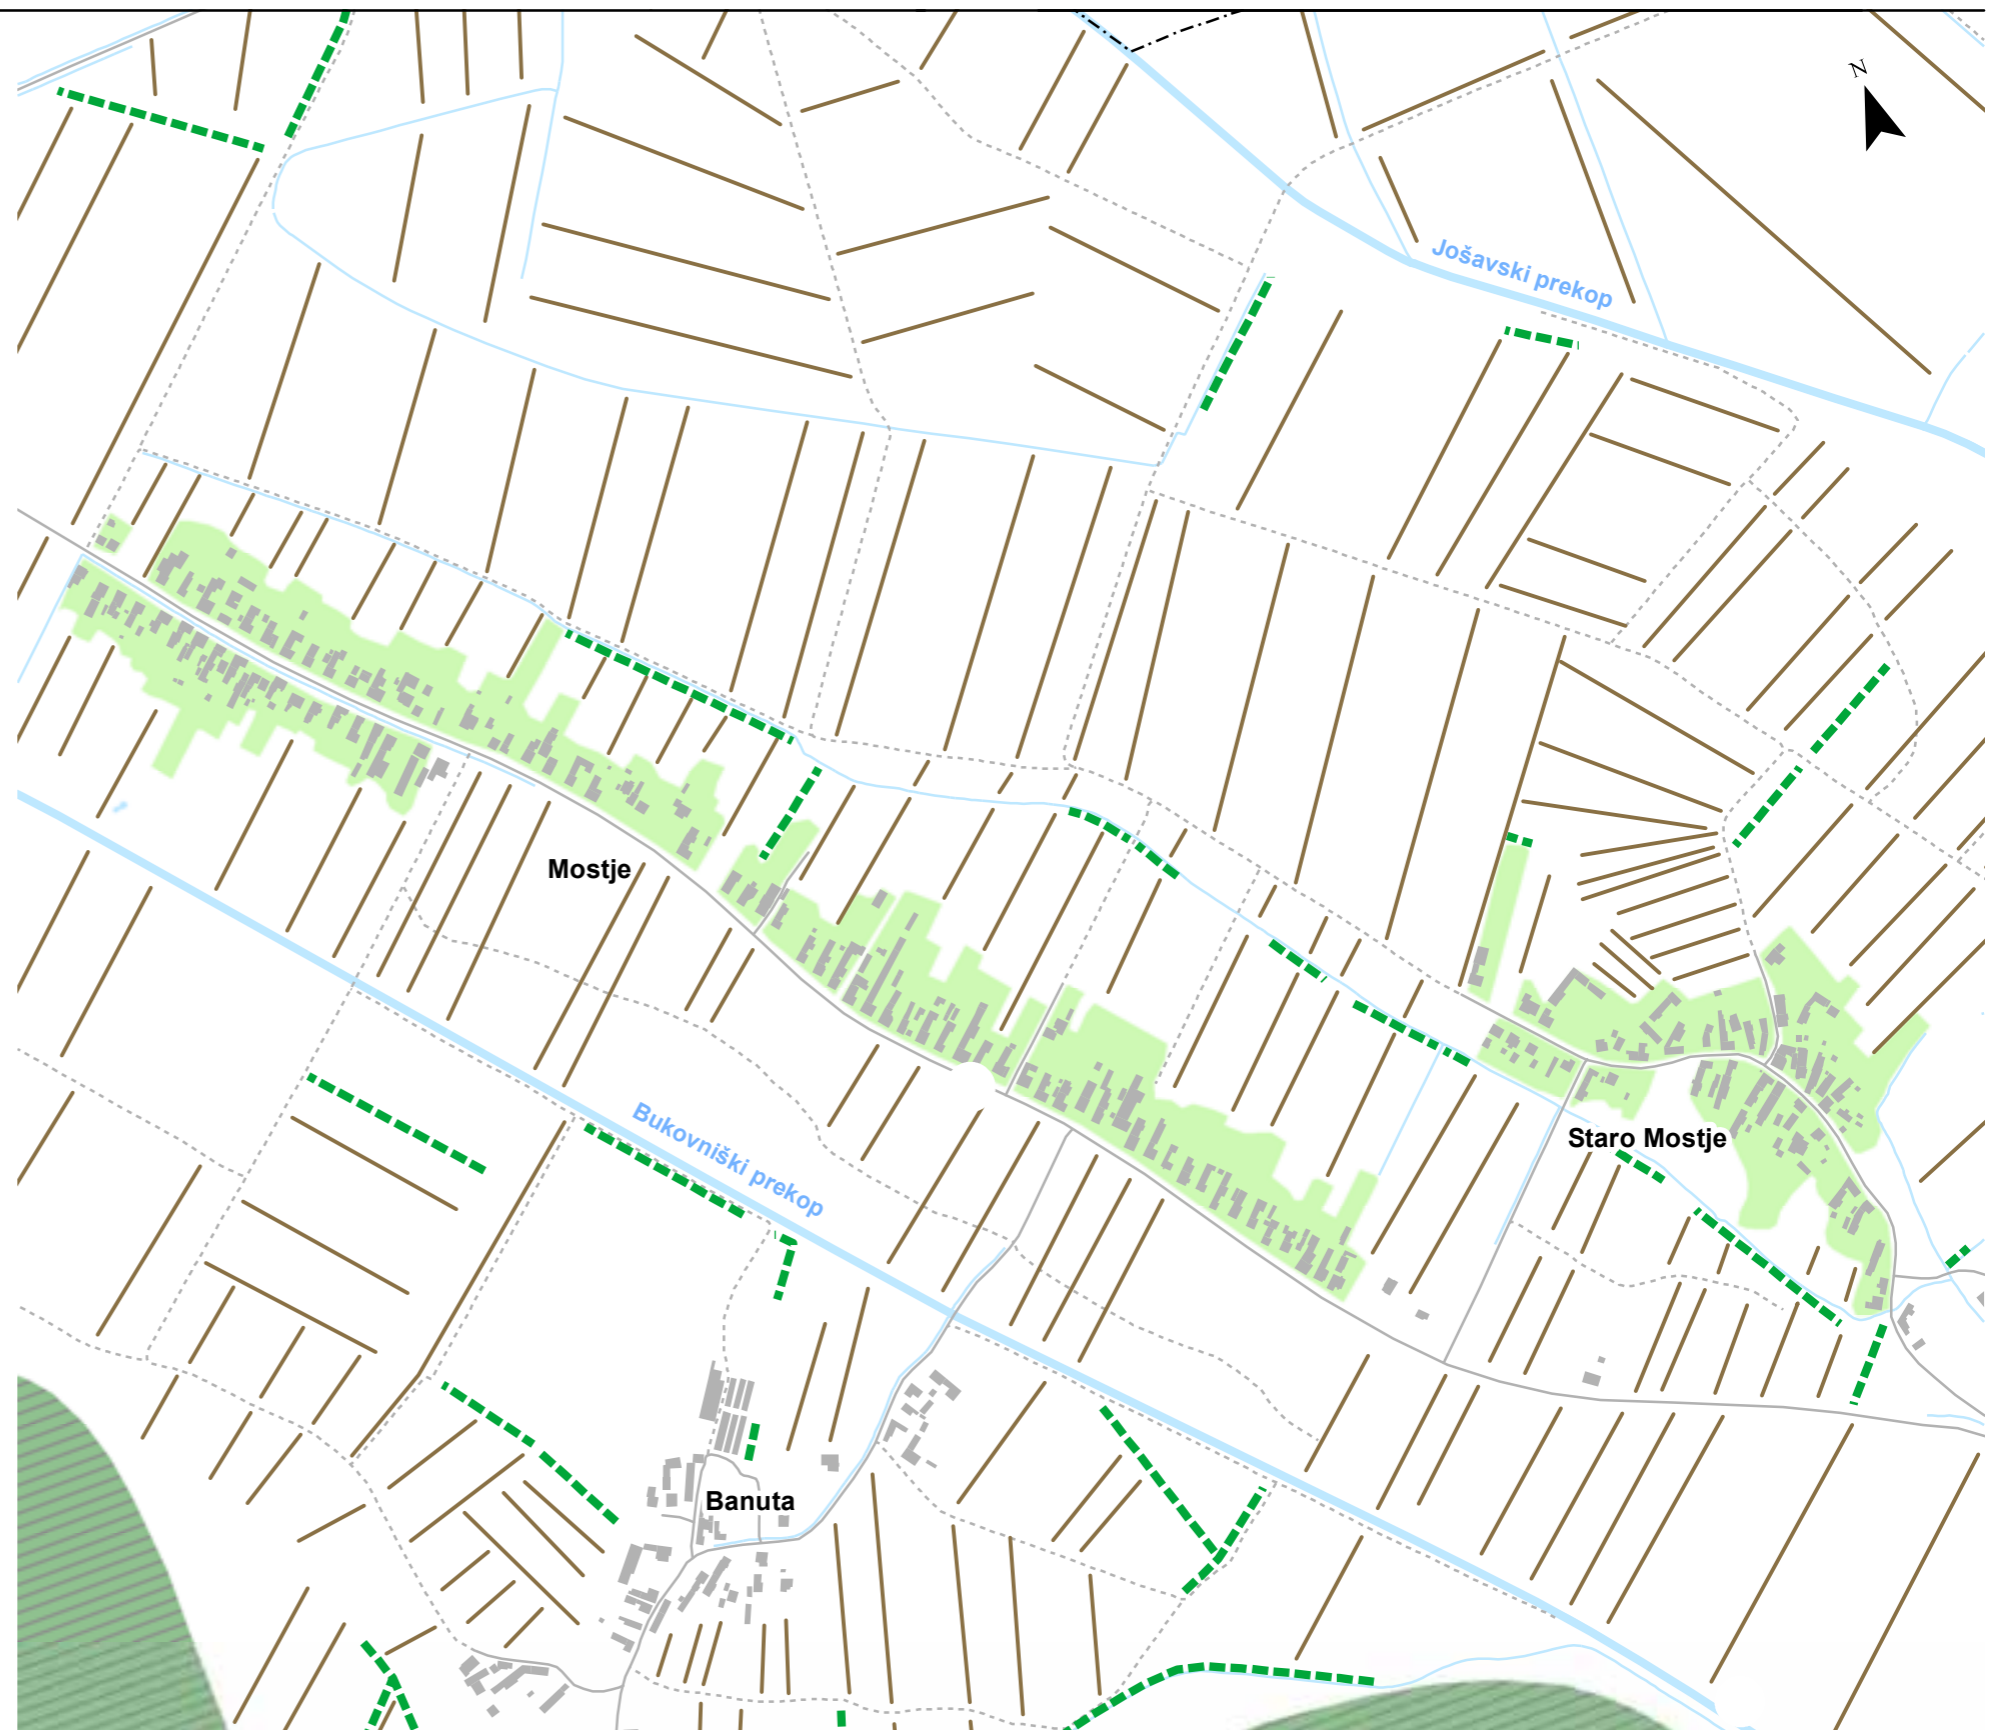 N
Jošavski prekop
Mostje
Bukovniški prekop
Staro Mostje
Banuta